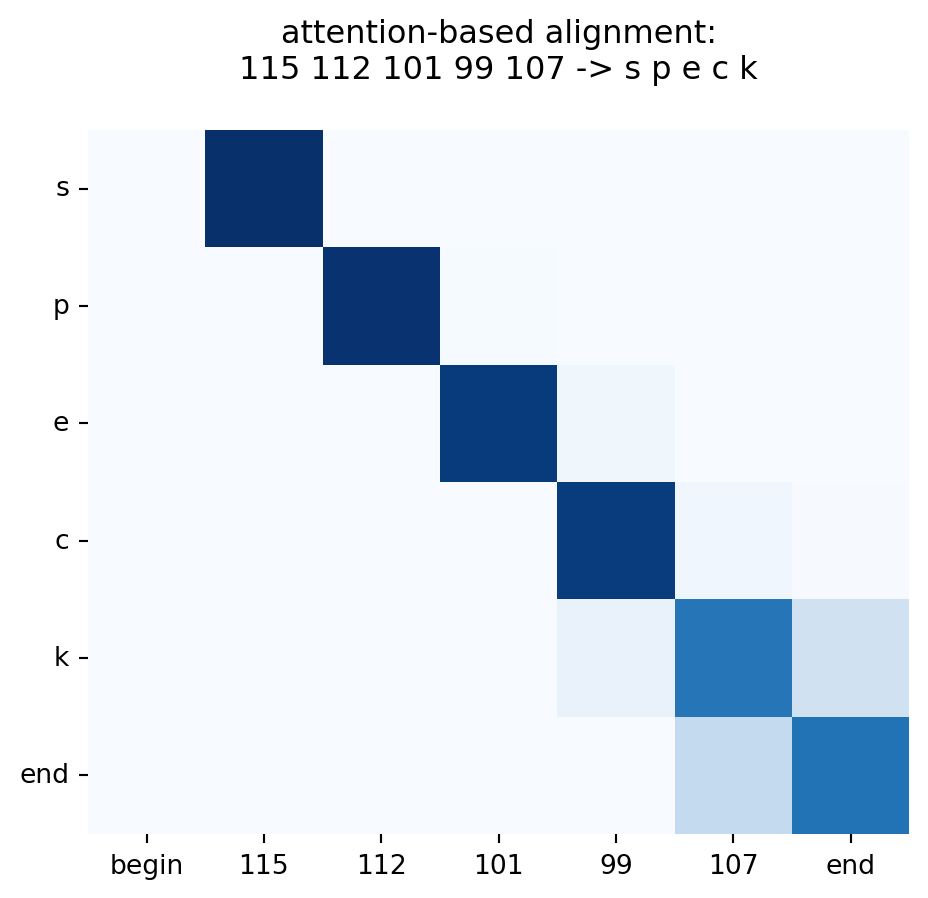 attention-based alignment:
115 112 101 99 107 -> s p e c k
s
p
e
c
k
end
begin 115 112 101 99 107 end